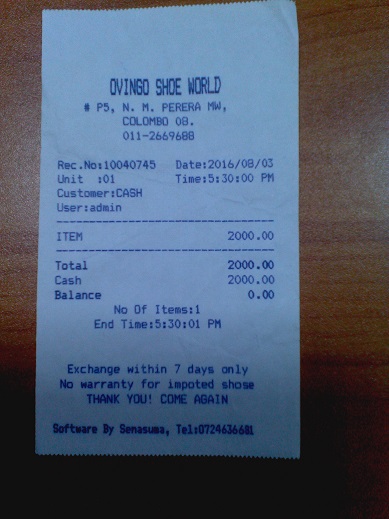 OVINGO SHOE WORLD
# P5, N. M. PERERA MW,
COLOMBO 08.
011-2669688
Rec.No:10040745 Date:2016/08/03
Unit :01 Time:5:30:00 PM
Customer:CASH
User:admin
ITEM 2000.00
Total 2000.00
Cash 2000.00
Balance 0.00
No Of Items:1
End Time:5:30:01 PM
Exchange within 7 days only
No warranty for impoted shose
THANK YOU! COME AGAIN
Software By Senasuma, Tel:0724636681